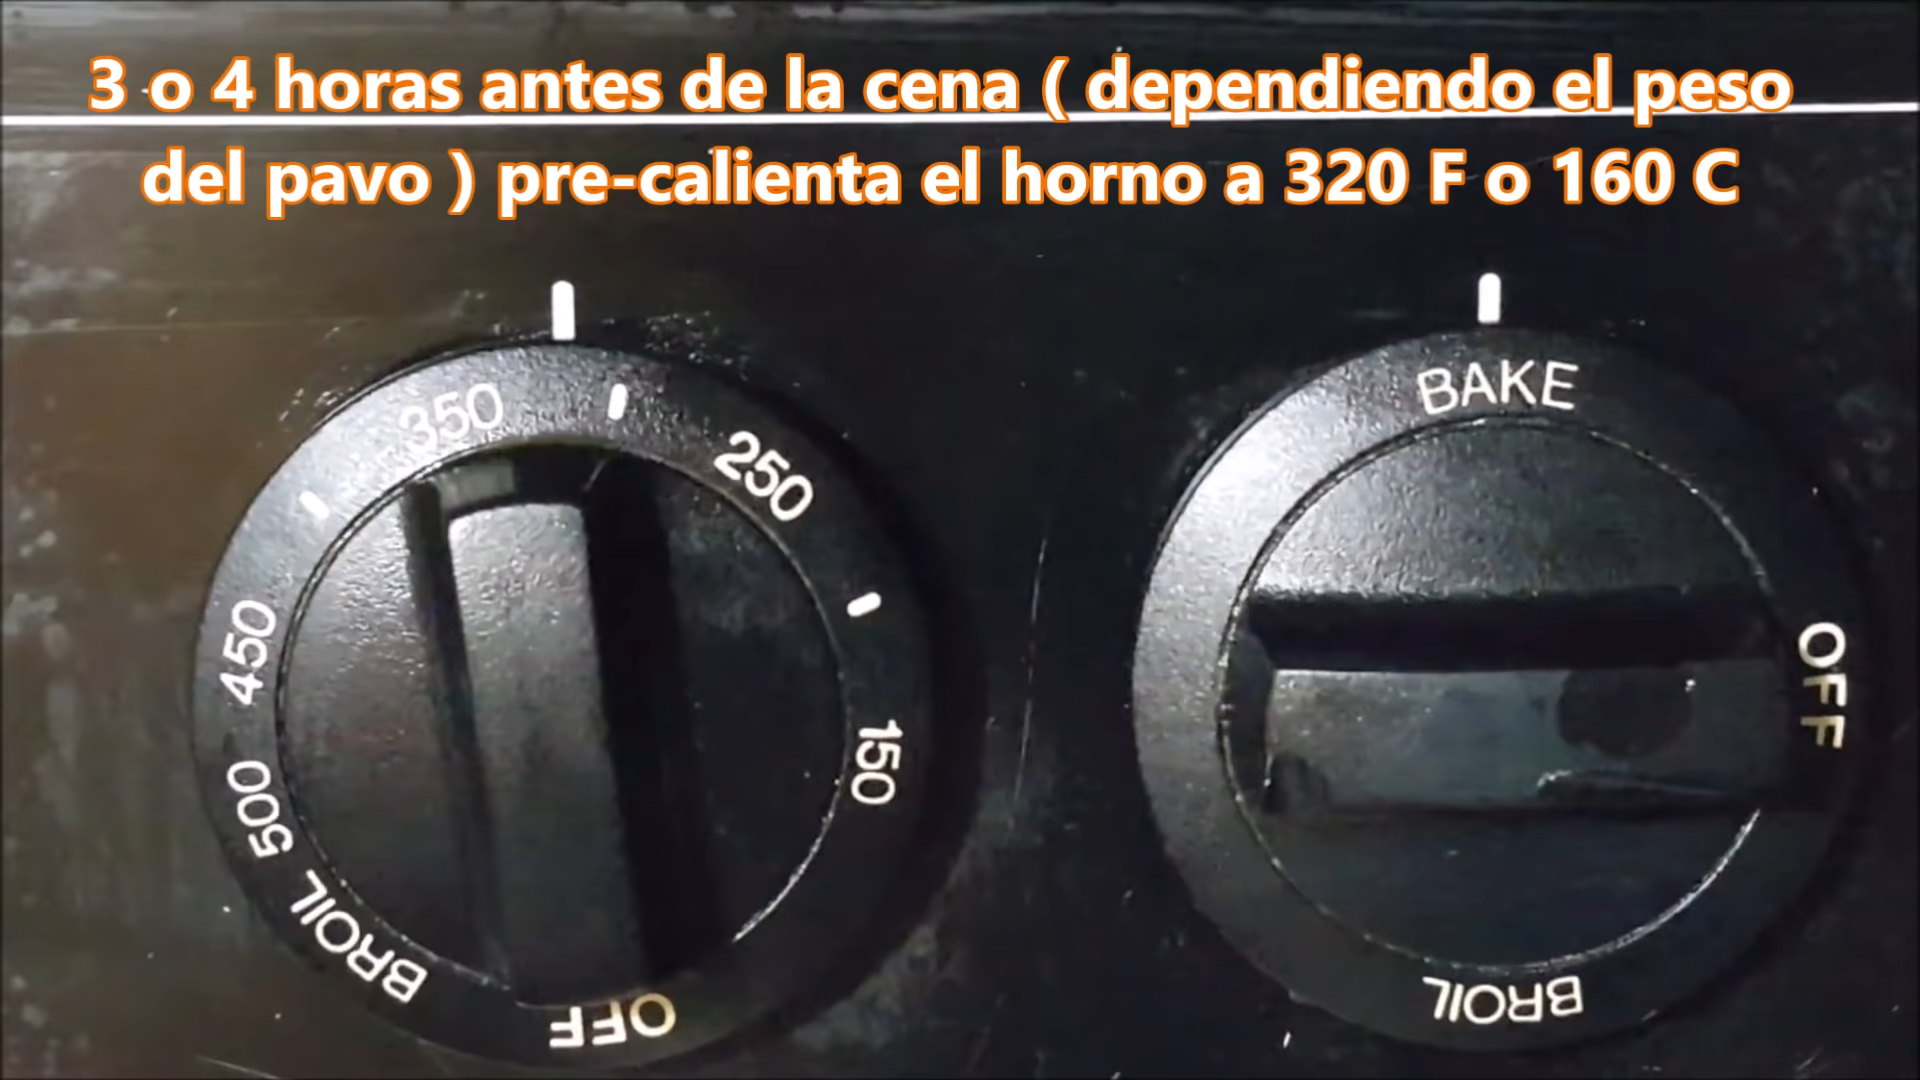 3 o 4 horas antes de la cena ( dependiendo el peso
del pavo ) pre-calienta el horno a 320 F o 160 C
350
250
450
150
500
BROIL
OFF
BAKE
OFF
BROIL